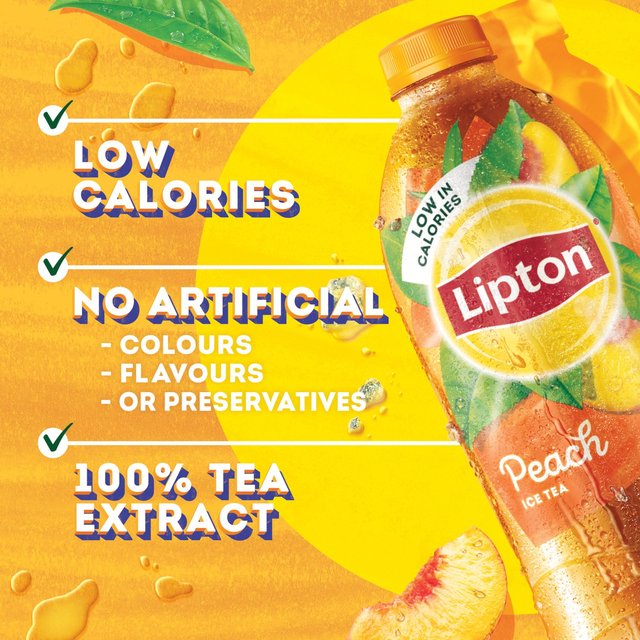 LOW
CALORIES
NO ARTIFICIAL
- COLOURS
- FLAVOURS
- OR PRESERVATIVES
100% TEA
EXTRACT
LOW IN
CALORIES
Lipton
Peach
ICE TEA